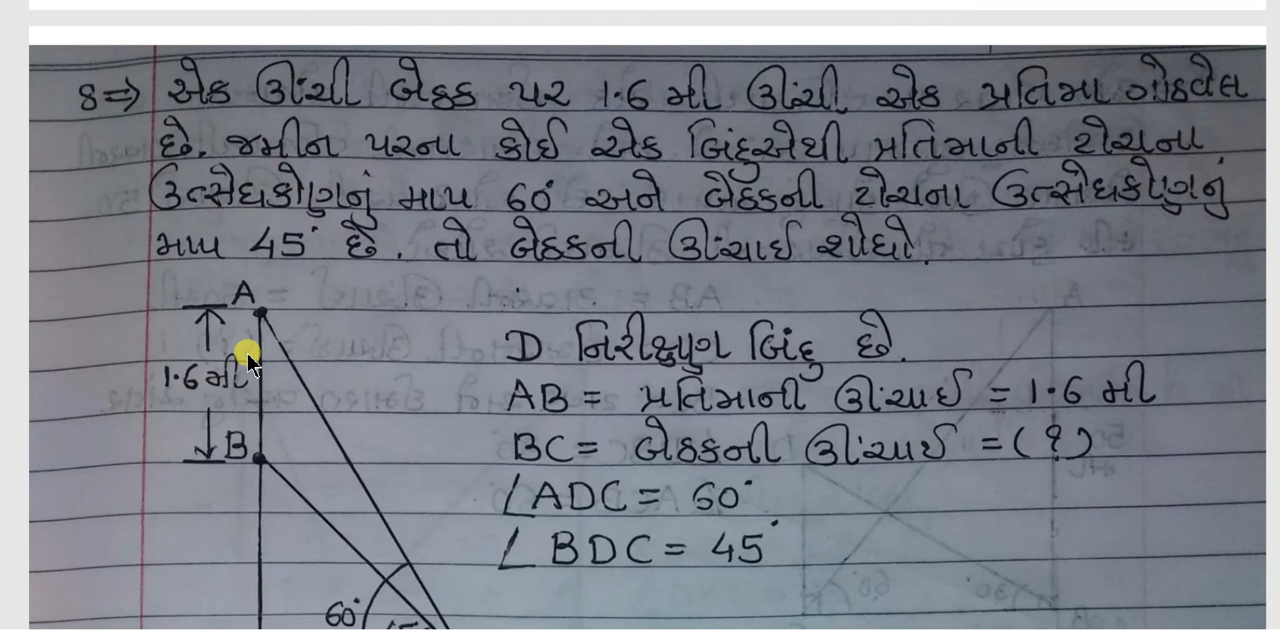 8⇒ એક ઊંચી બેઠક પર 1.6 મી ઊંચી એક પ્રતિમા ગોઠવેલ
છે. જમીન પરના કોઈ એક બિંદુએથી પ્રતિમાની ટોચના
ઉત્સેધકોણનું માપ 60° અને બેઠકની ટોચના ઉત્સેધકોણનું
માપ 45° છે. તો બેઠકની ઊંચાઈ શોધો.
A
D નિરીક્ષણ બિંદુ છે.
1.6 મી
AB = પ્રતિમાની ઊંચાઈ = 1.6 મી
B
BC = બેઠકની ઊંચાઈ = (?)
∠ADC = 60°
∠BDC = 45°
60°